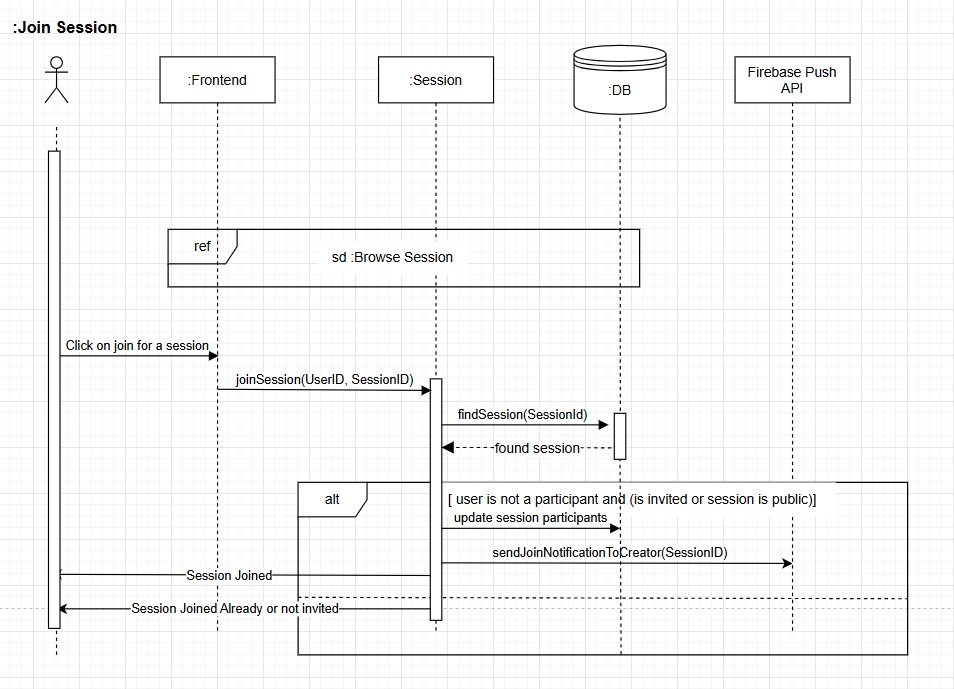 :Join Session
:Frontend
:Session
:DB
Firebase Push
API
ref
sd :Browse Session
Click on join for a session
joinSession(UserID, SessionID)
findSession(SessionId)
found session
alt
[ user is not a participant and (is invited or session is public)]
update session participants
sendJoinNotificationToCreator(SessionID)
Session Joined
Session Joined Already or not invited